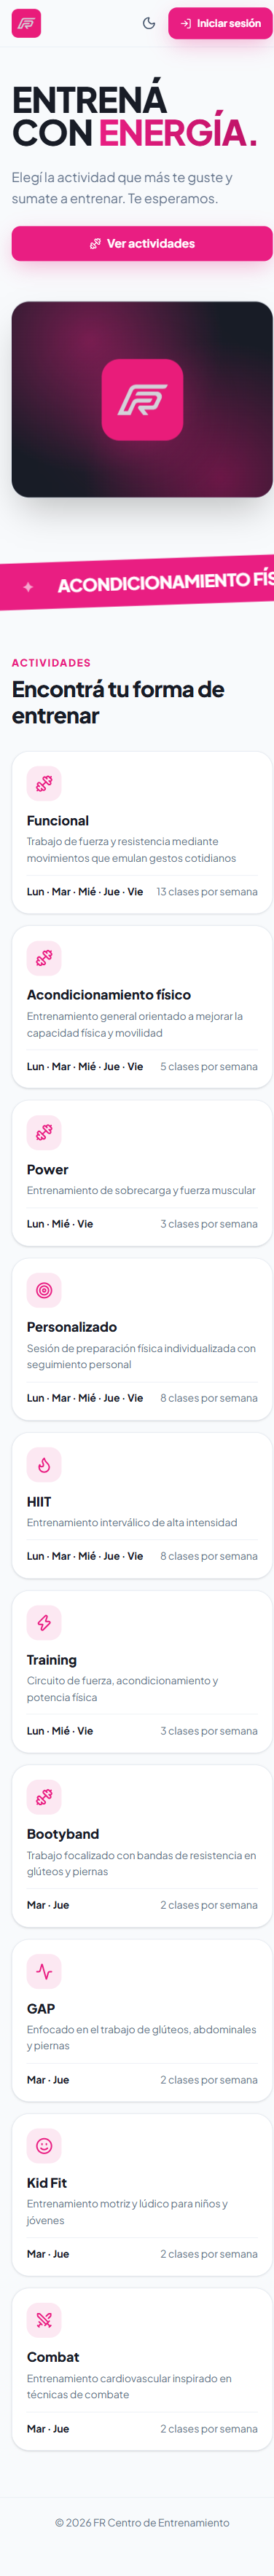 Iniciar sesión
ENTRENÁ
CON ENERGÍA.
Elegí la actividad que más te guste y
sumate a entrenar. Te esperamos.
Ver actividades
ACONDICIONAMIENTO FÍS
ACTIVIDADES
Encontrá tu forma de
entrenar
Funcional
Trabajo de fuerza y resistencia mediante
movimientos que emulan gestos cotidianos
Lun · Mar · Mié · Jue · Vie 13 clases por semana
Acondicionamiento físico
Entrenamiento general orientado a mejorar la
capacidad física y movilidad
Lun · Mar · Mié · Jue · Vie 5 clases por semana
Power
Entrenamiento de sobrecarga y fuerza muscular
Lun · Mié · Vie 3 clases por semana
Personalizado
Sesión de preparación física individualizada con
seguimiento personal
Lun · Mar · Mié · Jue · Vie 8 clases por semana
HIIT
Entrenamiento interválico de alta intensidad
Lun · Mar · Mié · Jue · Vie 8 clases por semana
Training
Circuito de fuerza, acondicionamiento y
potencia física
Lun · Mié · Vie 3 clases por semana
Bootyband
Trabajo focalizado con bandas de resistencia en
glúteos y piernas
Mar · Jue 2 clases por semana
GAP
Enfocado en el trabajo de glúteos, abdominales
y piernas
Mar · Jue 2 clases por semana
Kid Fit
Entrenamiento motriz y lúdico para niños y
jóvenes
Mar · Jue 2 clases por semana
Combat
Entrenamiento cardiovascular inspirado en
técnicas de combate
Mar · Jue 2 clases por semana
© 2026 FR Centro de Entrenamiento